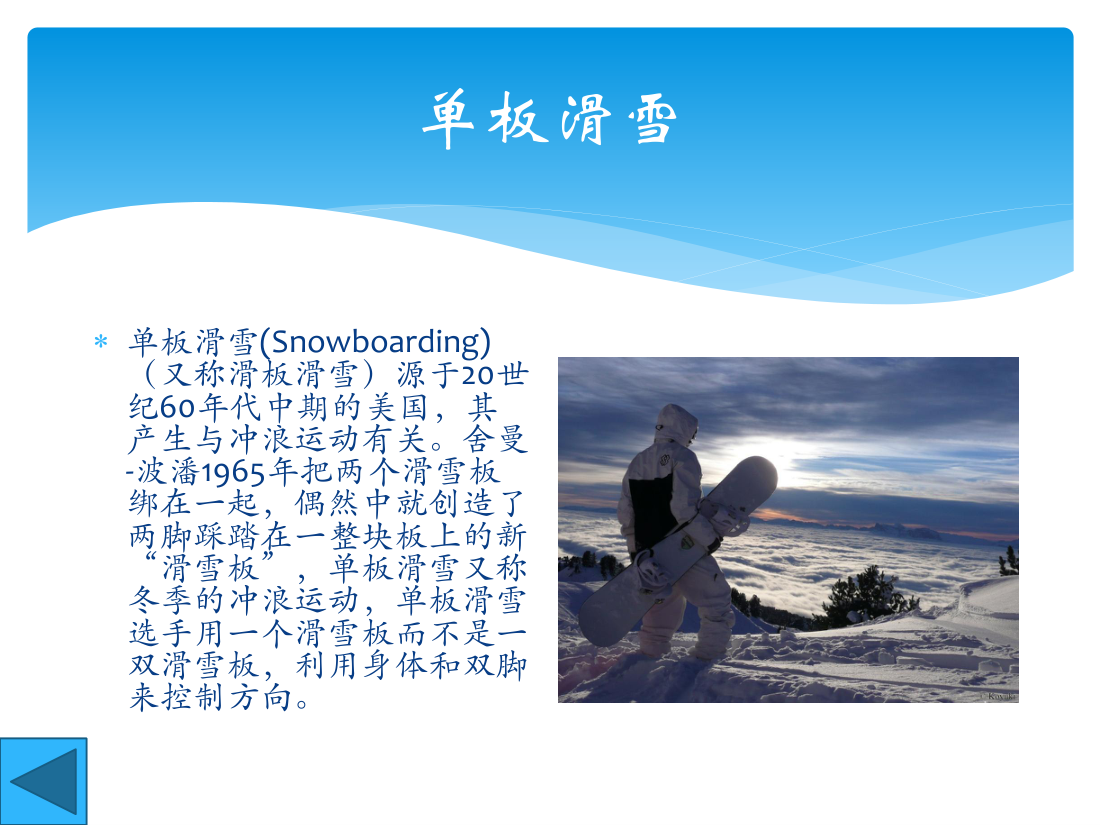 单板滑雪
单板滑雪(Snowboarding)
（又称滑板滑雪）源于20世
纪60年代中期的美国，其
产生与冲浪运动有关。舍曼
-波潘1965年把两个滑雪板
绑在一起，偶然中就创造了
两脚踩踏在一整块板上的新
“滑雪板”，单板滑雪又称
冬季的冲浪运动，单板滑雪
选手用一个滑雪板而不是一
双滑雪板，利用身体和双脚
来控制方向。